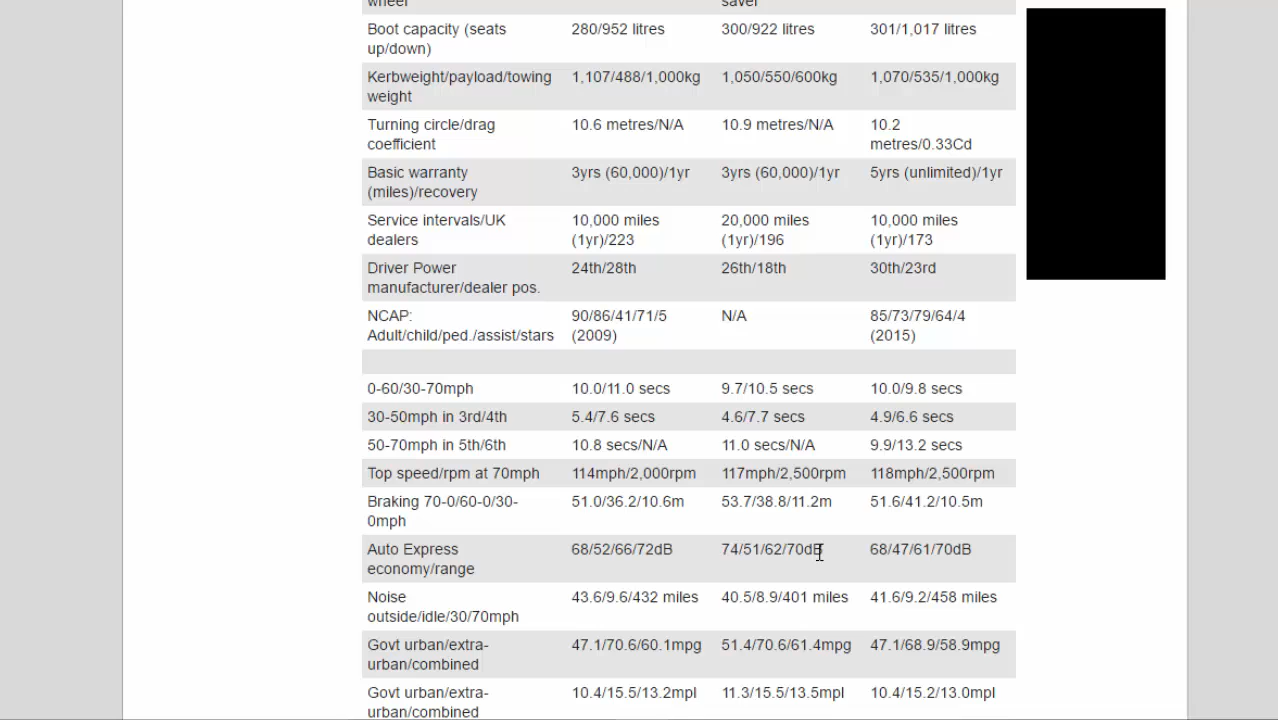 wheel saver
Boot capacity (seats 280/952 litres 300/922 litres 301/1,017 litres
up/down)
Kerbweight/payload/towing 1,107/488/1,000kg 1,050/550/600kg 1,070/535/1,000kg
weight
Turning circle/drag 10.6 metres/N/A 10.9 metres/N/A 10.2
coefficient metres/0.33Cd
Basic warranty 3yrs (60,000)/1yr 3yrs (60,000)/1yr 5yrs (unlimited)/1yr
(miles)/recovery
Service intervals/UK 10,000 miles 20,000 miles 10,000 miles
dealers (1yr)/223 (1yr)/196 (1yr)/173
Driver Power 24th/28th 26th/18th 30th/23rd
manufacturer/dealer pos.
NCAP: 90/86/41/71/5 N/A 85/73/79/64/4
Adult/child/ped./assist/stars (2009) (2015)
0-60/30-70mph 10.0/11.0 secs 9.7/10.5 secs 10.0/9.8 secs
30-50mph in 3rd/4th 5.4/7.6 secs 4.6/7.7 secs 4.9/6.6 secs
50-70mph in 5th/6th 10.8 secs/N/A 11.0 secs/N/A 9.9/13.2 secs
Top speed/rpm at 70mph 114mph/2,000rpm 117mph/2,500rpm 118mph/2,500rpm
Braking 70-0/60-0/30- 51.0/36.2/10.6m 53.7/38.8/11.2m 51.6/41.2/10.5m
0mph
Auto Express 68/52/66/72dB 74/51/62/70dB 68/47/61/70dB
economy/range
Noise 43.6/9.6/432 miles 40.5/8.9/401 miles 41.6/9.2/458 miles
outside/idle/30/70mph
Govt urban/extra- 47.1/70.6/60.1mpg 51.4/70.6/61.4mpg 47.1/68.9/58.9mpg
urban/combined
Govt urban/extra- 10.4/15.5/13.2mpl 11.3/15.5/13.5mpl 10.4/15.2/13.0mpl
urban/combined